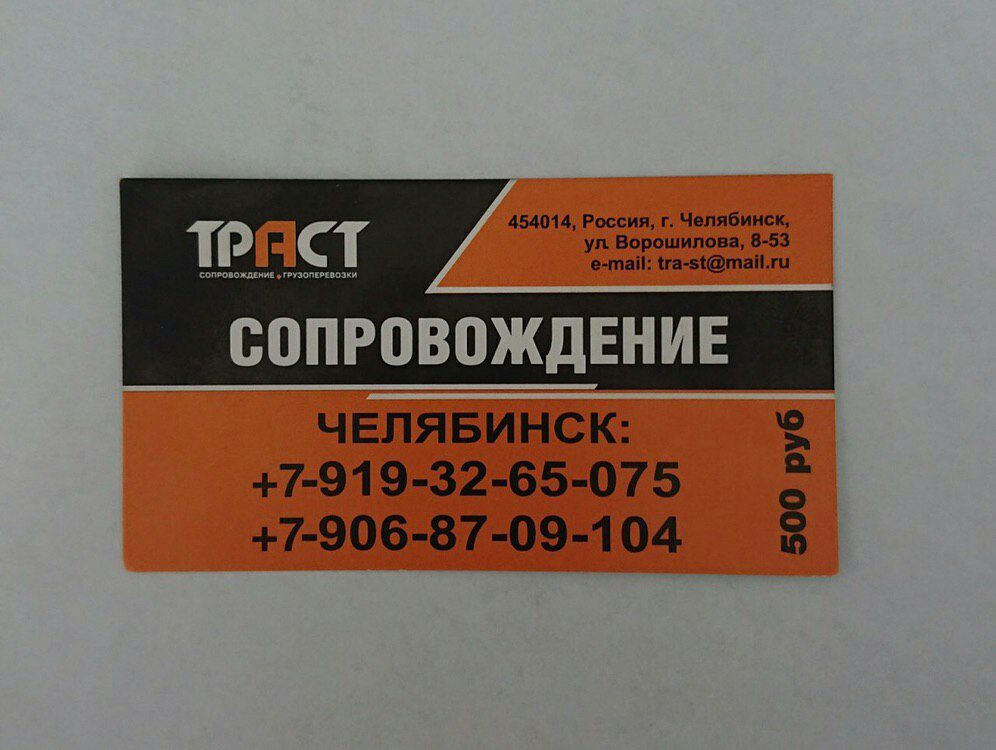 ТРАСТ
СОПРОВОЖДЕНИЕ ГРУЗОПЕРЕВОЗКИ
454014, Россия, г. Челябинск,
ул. Ворошилова, 8-53
e-mail: tra-st@mail.ru
СОПРОВОЖДЕНИЕ
ЧЕЛЯБИНСК:
+7-919-32-65-075
+7-906-87-09-104
500 руб